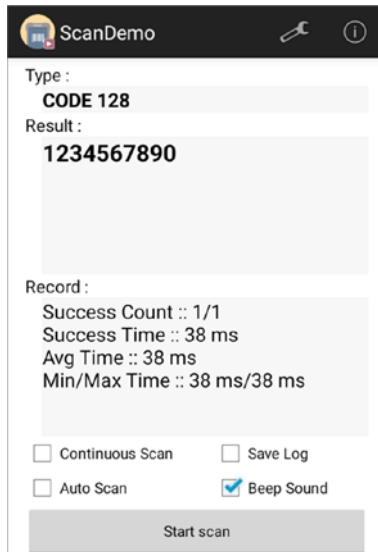 ScanDemo
Type :
CODE 128
Result :
1234567890
Record :
Success Count :: 1/1
Success Time :: 38 ms
Avg Time :: 38 ms
Min/Max Time :: 38 ms/38 ms
Continuous Scan Save Log
Auto Scan Beep Sound
Start scan